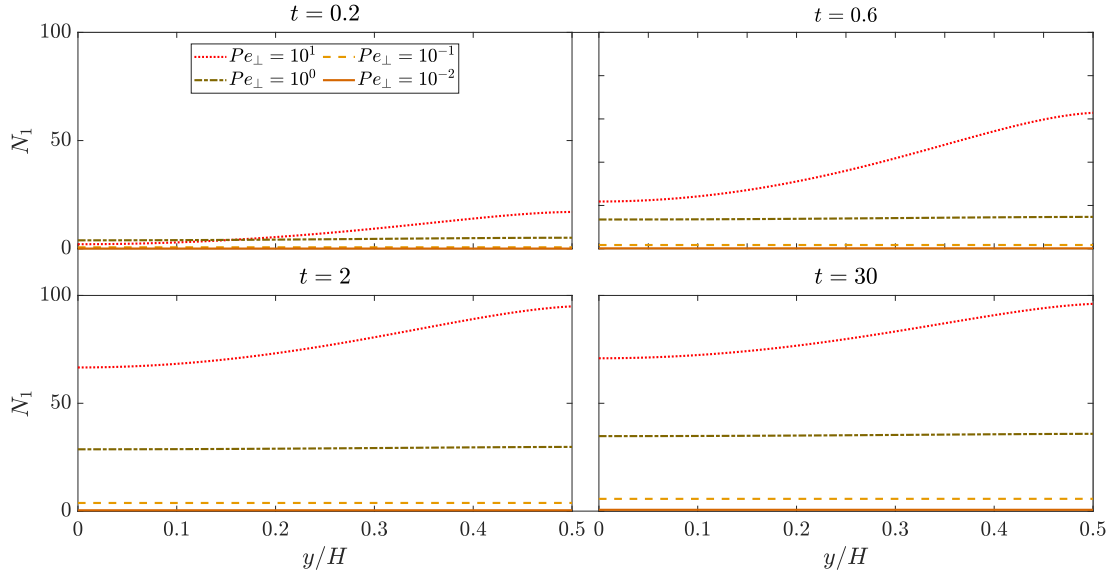 t = 0.2
t = 0.6
100
50
0
N₁
Pe⊥ = 10¹
Pe⊥ = 10⁻¹
Pe⊥ = 10⁰
Pe⊥ = 10⁻²
t = 2
t = 30
100
50
0
N₁
0 0.1 0.2 0.3 0.4 0.5
0.1 0.2 0.3 0.4 0.5
y/H
y/H